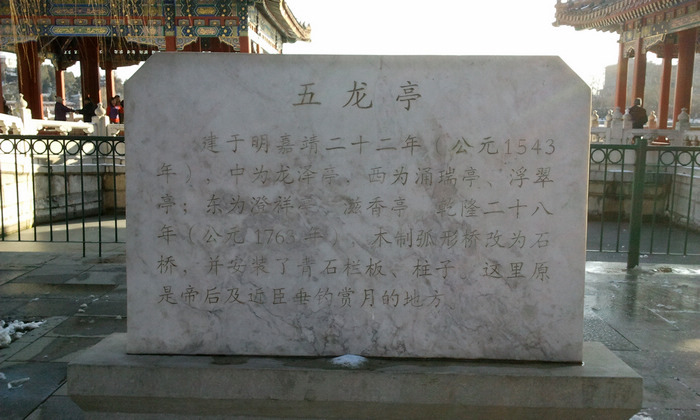 五龙亭
建于明嘉靖二十二年（公元1543
年），中为龙泽亭，西为涌瑞亭、浮翠
亭；东为澄祥亭、滋香亭 乾隆二十八
年（公元1763年），木制弧形桥改为石
桥，并安装了青石栏板、柱子 这里原
是帝后及近臣垂钓赏月的地方